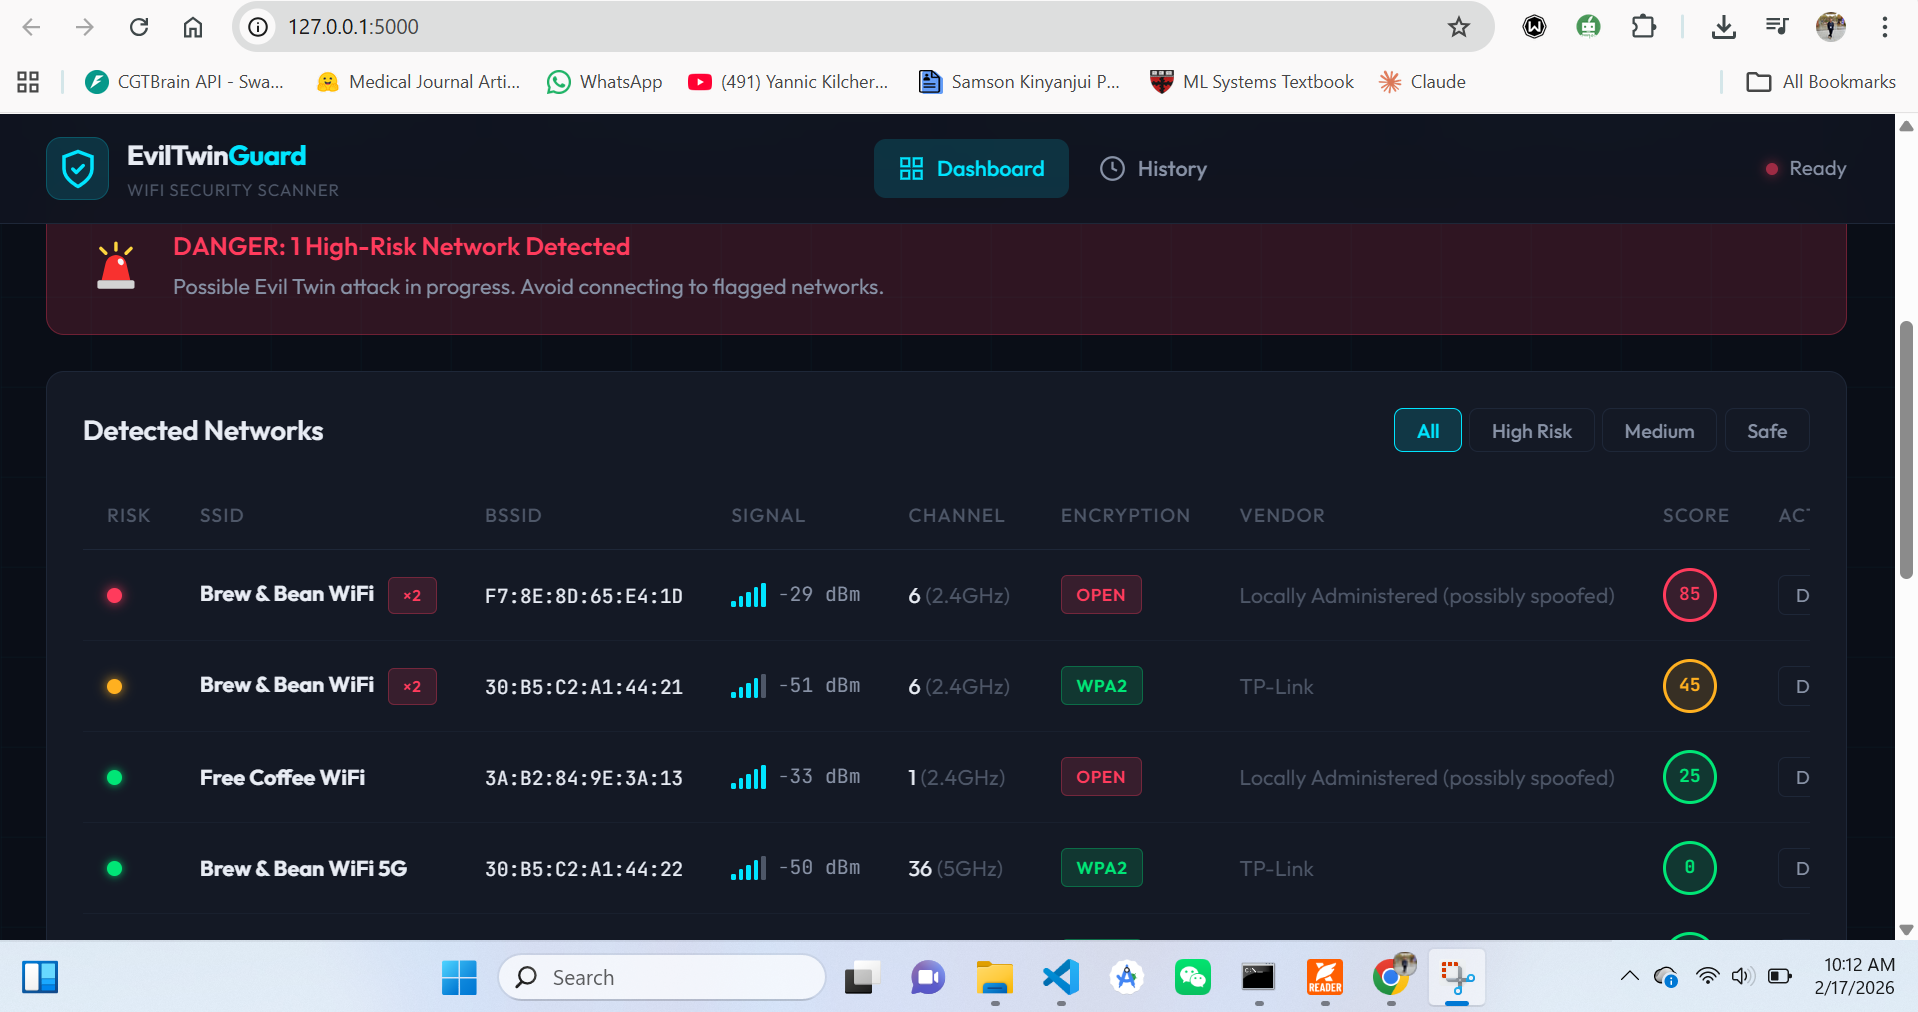 127.0.0.1:5000
CGTBrain API - Swa...
Medical Journal Arti...
WhatsApp
(491) Yannic Kilcher...
Samson Kinyanjui P...
ML Systems Textbook
Claude
All Bookmarks
EvilTwinGuard
WIFI SECURITY SCANNER
Dashboard
History
Ready
DANGER: 1 High-Risk Network Detected
Possible Evil Twin attack in progress. Avoid connecting to flagged networks.
Detected Networks
All
High Risk
Medium
Safe
RISK SSID BSSID SIGNAL CHANNEL ENCRYPTION VENDOR SCORE ACT
Brew & Bean WiFi ×2 F7:8E:8D:65:E4:1D -29 dBm 6 (2.4GHz) OPEN Locally Administered (possibly spoofed) 85 D
Brew & Bean WiFi ×2 30:B5:C2:A1:44:21 -51 dBm 6 (2.4GHz) WPA2 TP-Link 45 D
Free Coffee WiFi 3A:B2:84:9E:3A:13 -33 dBm 1 (2.4GHz) OPEN Locally Administered (possibly spoofed) 25 D
Brew & Bean WiFi 5G 30:B5:C2:A1:44:22 -50 dBm 36 (5GHz) WPA2 TP-Link 0 D
Search
READER
10:12 AM
2/17/2026